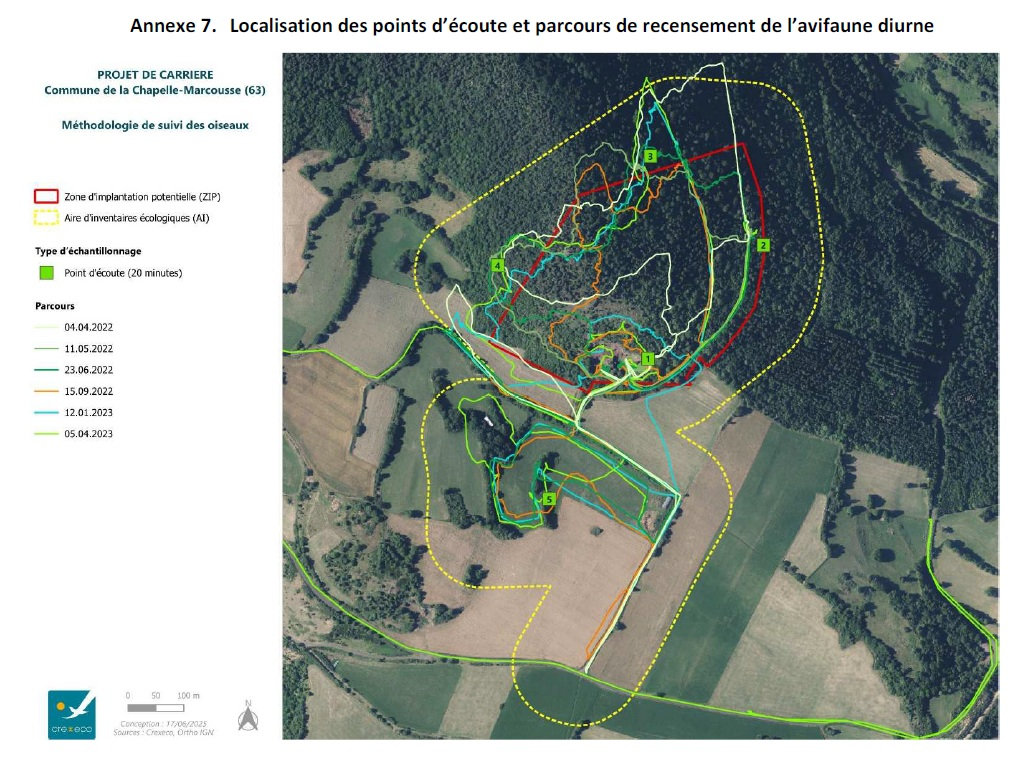 Annexe 7. Localisation des points d’écoute et parcours de recensement de l’avifaune diurne
PROJET DE CARRIERE
Commune de la Chapelle-Marcousse (63)
Méthodologie de suivi des oiseaux
Zone d'implantation potentielle (ZIP)
Aire d'inventaires écologiques (AI)
Type d'échantillonnage
Point d'écoute (20 minutes)
Parcours
04.04.2022
11.05.2022
23.06.2022
15.09.2022
12.01.2023
05.04.2023
3
2
4
1
5
0 50 100 m
N
Conception : 17/06/2025
Sources : Crexeco, Ortho IGN
crexeco